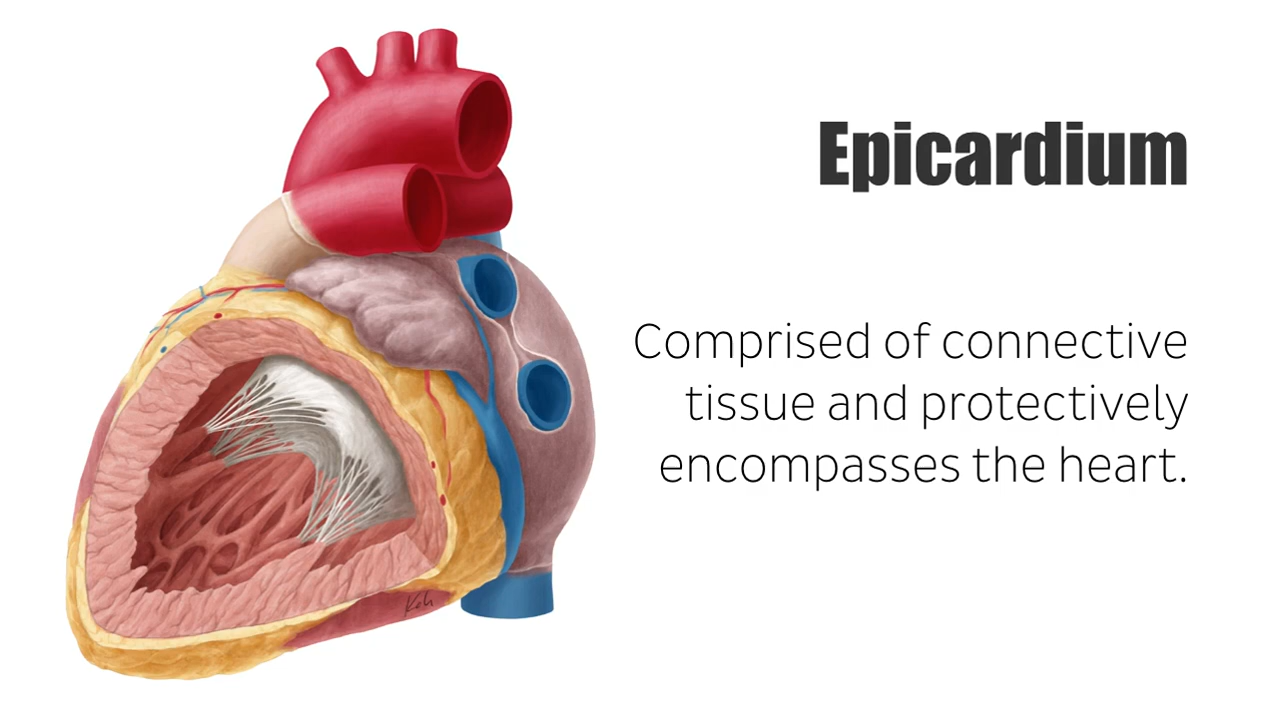 Epicardium
Comprised of connective
tissue and protectively
encompasses the heart.